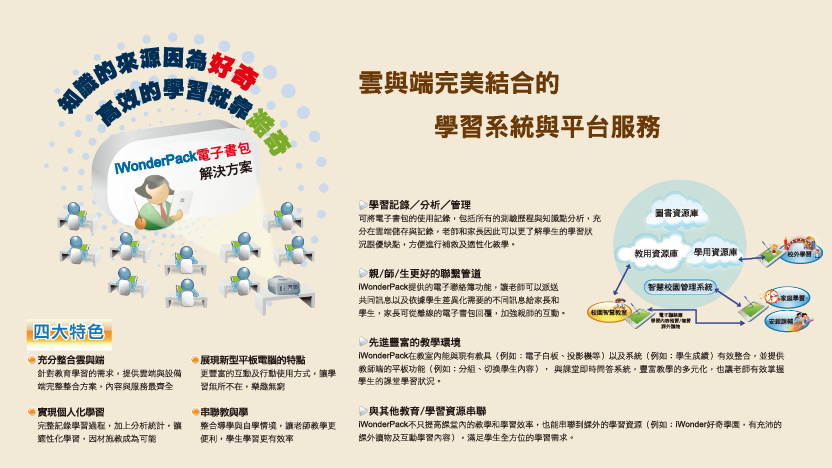 知識的來源因為好奇
高效的學習就靠浩奇
iWonderPack電子書包
解決方案
四大特色
充分整合雲與端
針對教育學習的需求，提供雲端與設備
端完整整合方案，內容與服務最齊全
展現新型平板電腦的特點
更豐富的互動及行動使用方式，讓學
習無所不在，樂趣無窮
實現個人化學習
完整記錄學習過程，加上分析統計，讓
適性化學習，因材施教成為可能
串聯教與學
整合導學與自學情境，讓老師教學更
便利，學生學習更有效率
雲與端完美結合的
學習系統與平台服務
學習記錄／分析／管理
可將電子書包的使用記錄，包括所有的測驗歷程與知識點分析，充
分在雲端儲存與記錄，老師和家長因此可以更了解學生的學習狀
況跟優缺點，方便進行補救及適性化教學。
親/師/生更好的聯繫管道
iWonderPack提供的電子聯絡簿功能，讓老師可以派送
共同訊息以及依據學生差異化需要的不同訊息給家長和
學生，家長可從離線的電子書包回覆，加強親師的互動。
先進豐富的教學環境
iWonderPack在教室內能與現有教具（例如：電子白板、投影機等）以及系統（例如：學生成績）有效整合，並提供
教師端的平板功能（例如：分組、切換學生內容）， 與課堂即時問答系統，豐富教學的多元化，也讓老師有效掌握
學生的課堂學習狀況。
與其他教育/學習資源串聯
iWonderPack不只提高課堂內的教學和學習效率，也能串聯到課外的學習資源（例如：iWonder好奇學園，有充沛的
課外讀物及互動學習內容），滿足學生全方位的學習需求。
圖書資源庫
教用資源庫
學用資源庫
智慧校園管理系統
校園智慧教室
校外學習
家庭學習
安親課輔